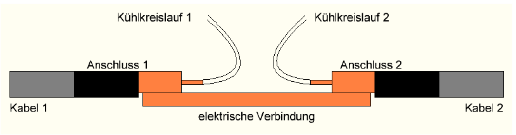 Kühlkreislauf 1
Kühlkreislauf 2
Anschluss 1
Anschluss 2
Kabel 1
Kabel 2
elektrische Verbindung